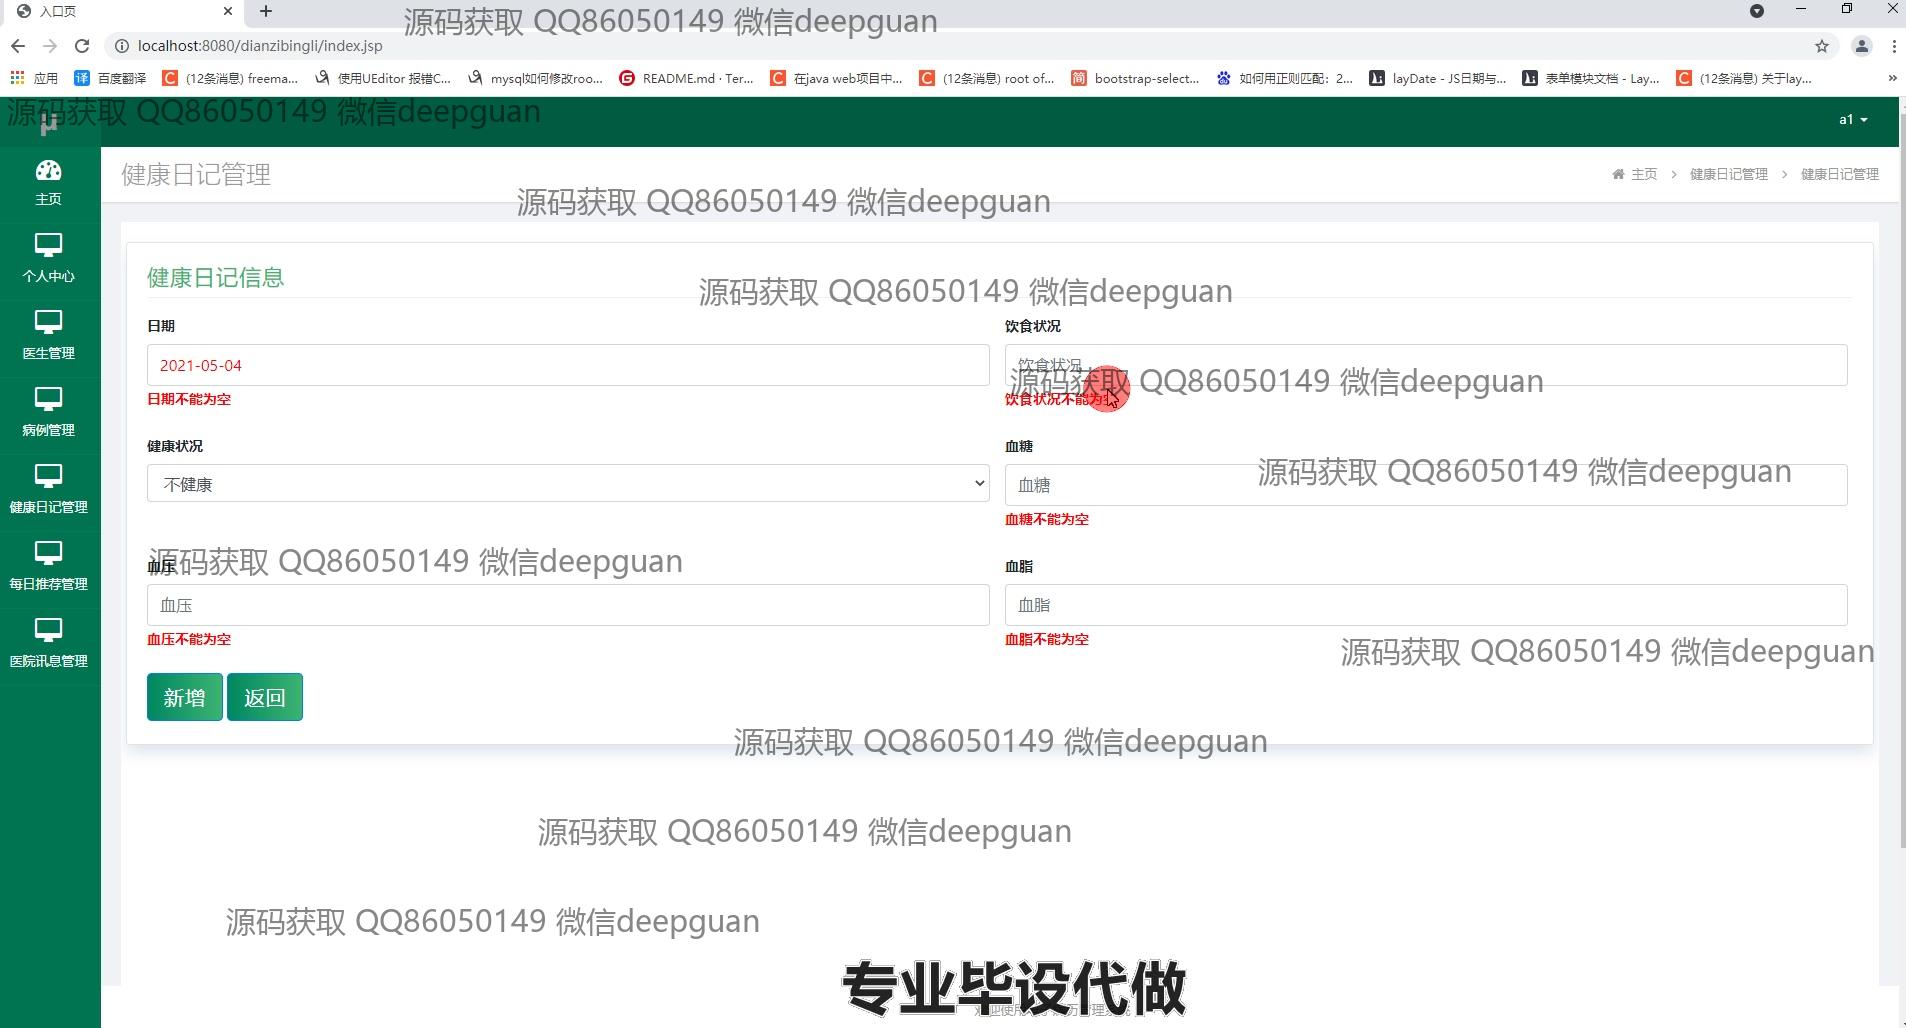 入口页
源码获取 QQ86050149 微信deepguan
localhost:8080/dianzibingli/index.jsp
应用 百度翻译 (12条消息) freema... 使用UEditor 报错C... mysql如何修改roo... README.md · Ter... 在java web项目中... (12条消息) root of... bootstrap-select... 如何用正则匹配：2... layDate - JS日期与... 表单模块文档 - Lay... (12条消息) 关于lay...
源码获取 QQ86050149 微信deepguan
μ
a1
主页
健康日记管理
主页 > 健康日记管理 > 健康日记管理
源码获取 QQ86050149 微信deepguan
个人中心
健康日记信息
源码获取 QQ86050149 微信deepguan
日期 饮食状况
医生管理
2021-05-04 饮食状况
源码获取 QQ86050149 微信deepguan
日期不能为空 饮食状况不能为空
病例管理
健康状况 血糖
源码获取 QQ86050149 微信deepguan
不健康 血糖
健康日记管理
血糖不能为空
源码获取 QQ86050149 微信deepguan
血压 血脂
每日推荐管理
血压 血脂
血压不能为空 血脂不能为空
源码获取 QQ86050149 微信deepguan
医院讯息管理
新增 返回
源码获取 QQ86050149 微信deepguan
源码获取 QQ86050149 微信deepguan
源码获取 QQ86050149 微信deepguan
专业毕设代做